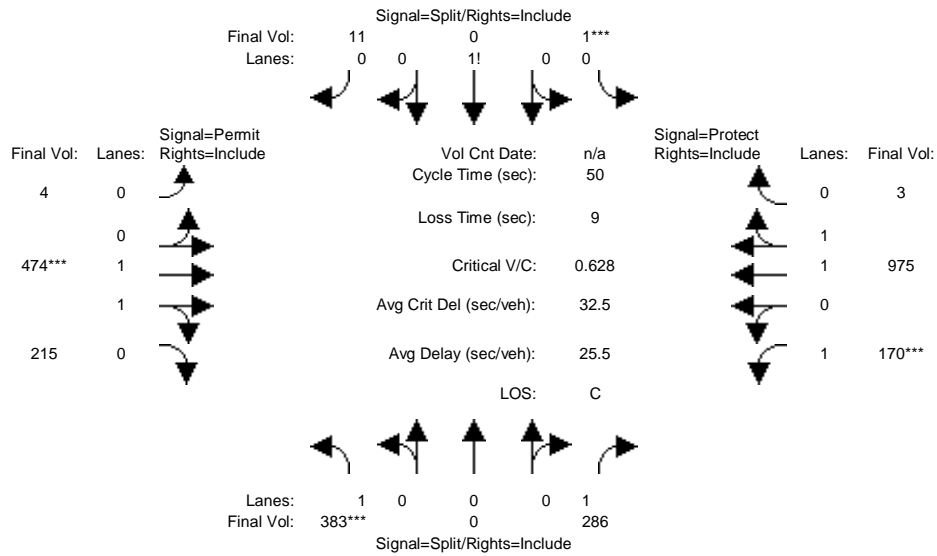 Signal=Split/Rights=Include
Final Vol: 11 0 1***
Lanes: 0 0 1! 0 0
Signal=Permit Signal=Protect
Final Vol: Lanes: Rights=Include Vol Cnt Date: n/a Rights=Include Lanes: Final Vol:
Cycle Time (sec): 50
4 0 0 3
Loss Time (sec): 9
0 1
474*** 1 Critical V/C: 0.628 1 975
1 Avg Crit Del (sec/veh): 32.5 0
215 0 Avg Delay (sec/veh): 25.5 1 170***
LOS: C
Lanes: 1 0 0 0 1
Final Vol: 383*** 0 286
Signal=Split/Rights=Include